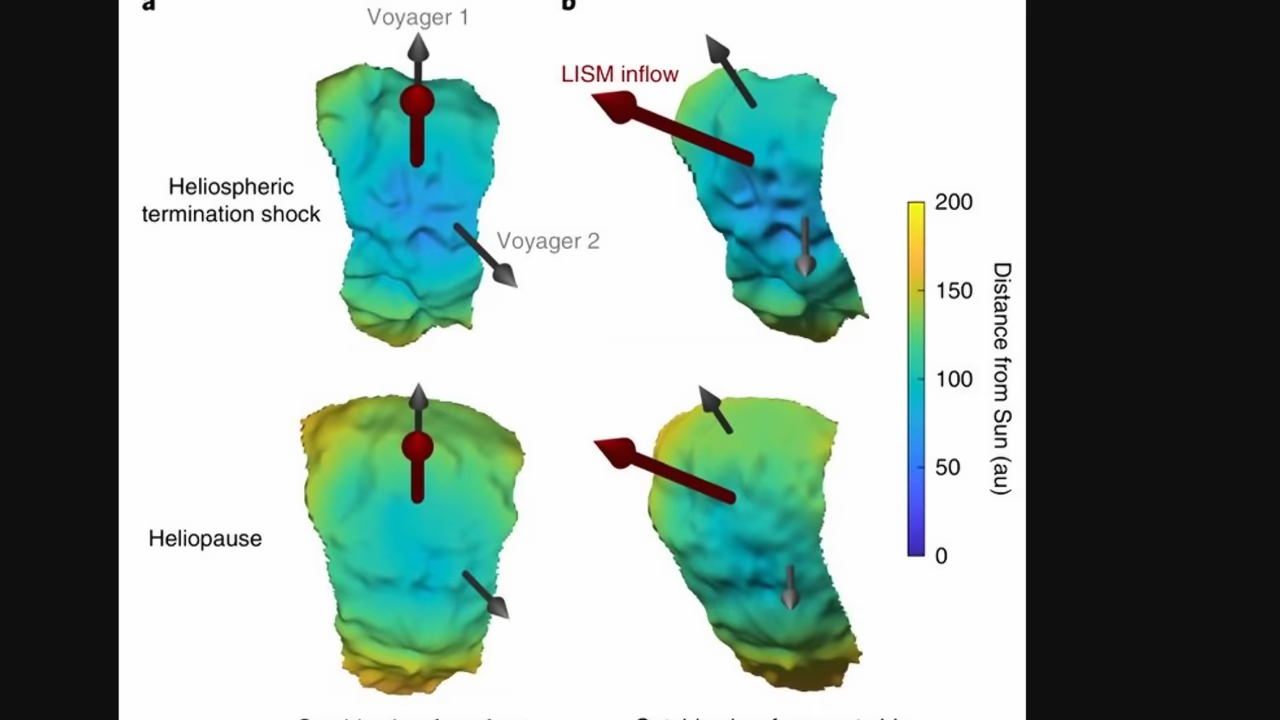 a
b
Voyager 1
LISM inflow
Heliospheric
termination shock
Voyager 2
200
150
100
50
0
Distance from Sun (au)
Heliopause